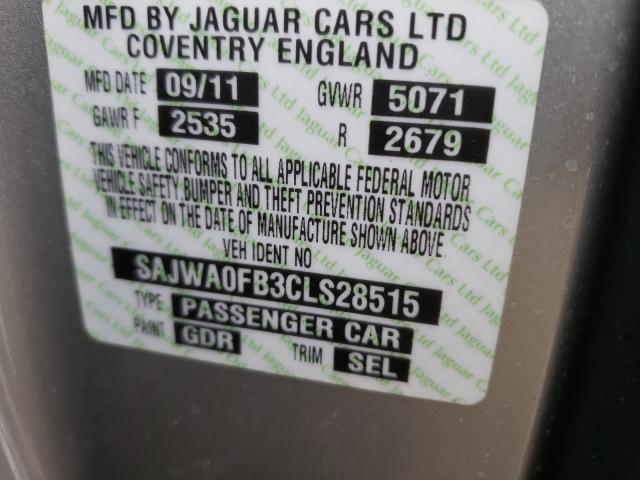 MFD BY JAGUAR CARS LTD
COVENTRY ENGLAND
MFD DATE 09/11 GVWR 5071
GAWR F 2535 R 2679
THIS VEHICLE CONFORMS TO ALL APPLICABLE FEDERAL MOTOR
VEHICLE SAFETY BUMPER AND THEFT PREVENTION STANDARDS
IN EFFECT ON THE DATE OF MANUFACTURE SHOWN ABOVE.
VEH IDENT NO
SAJWA0FB3CLS28515
TYPE PASSENGER CAR
PAINT GDR TRIM SEL